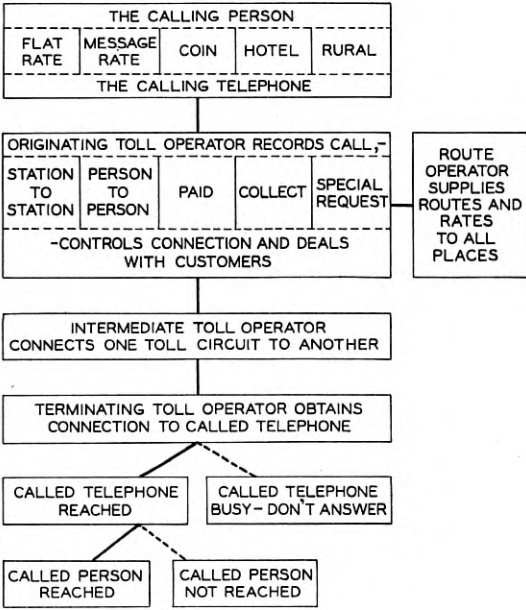 THE CALLING PERSON
FLAT RATE
MESSAGE RATE
COIN
HOTEL
RURAL
THE CALLING TELEPHONE
ORIGINATING TOLL OPERATOR RECORDS CALL,-
STATION TO STATION
PERSON TO PERSON
PAID
COLLECT
SPECIAL REQUEST
-CONTROLS CONNECTION AND DEALS
WITH CUSTOMERS
ROUTE
OPERATOR
SUPPLIES
ROUTES AND
RATES
TO ALL
PLACES
INTERMEDIATE TOLL OPERATOR
CONNECTS ONE TOLL CIRCUIT TO ANOTHER
TERMINATING TOLL OPERATOR OBTAINS
CONNECTION TO CALLED TELEPHONE
CALLED TELEPHONE
REACHED
CALLED TELEPHONE
BUSY-DON'T ANSWER
CALLED PERSON
REACHED
CALLED PERSON
NOT REACHED